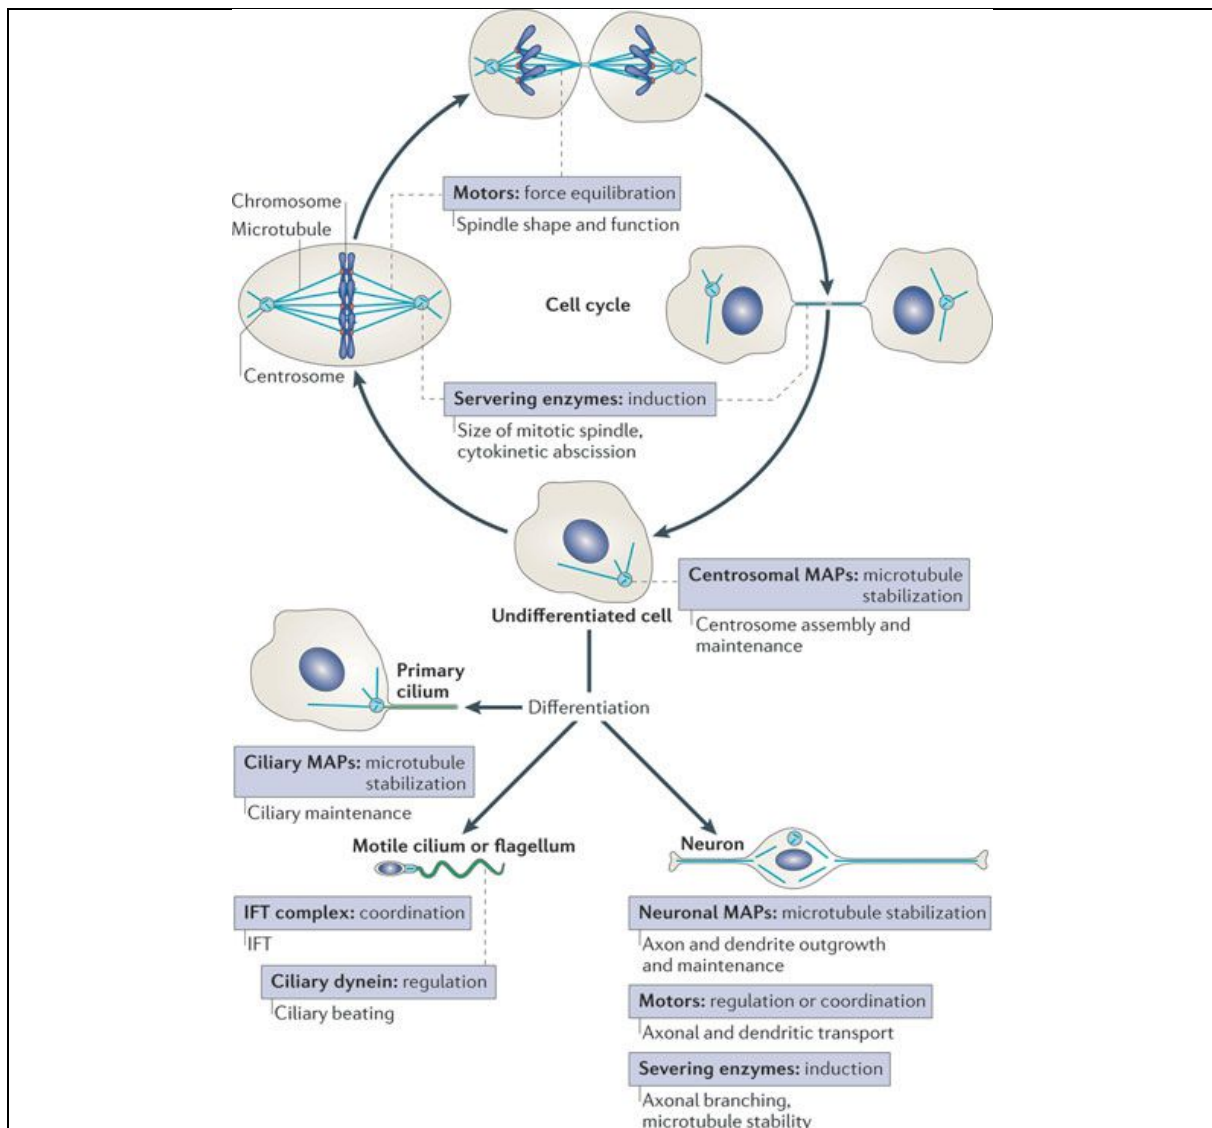 Motors: force equilibration
Spindle shape and function
Chromosome
Microtubule
Cell cycle
Centrosome
Servering enzymes: induction
Size of mitotic spindle,
cytokinetic abscission
Centrosomal MAPs: microtubule
stabilization
Centrosome assembly and
maintenance
Undifferentiated cell
Primary
cilium
Differentiation
Ciliary MAPs: microtubule
stabilization
Ciliary maintenance
Motile cilium or flagellum
IFT complex: coordination
IFT
Ciliary dynein: regulation
Ciliary beating
Neuron
Neuronal MAPs: microtubule stabilization
Axon and dendrite outgrowth
and maintenance
Motors: regulation or coordination
Axonal and dendritic transport
Severing enzymes: induction
Axonal branching,
microtubule stability